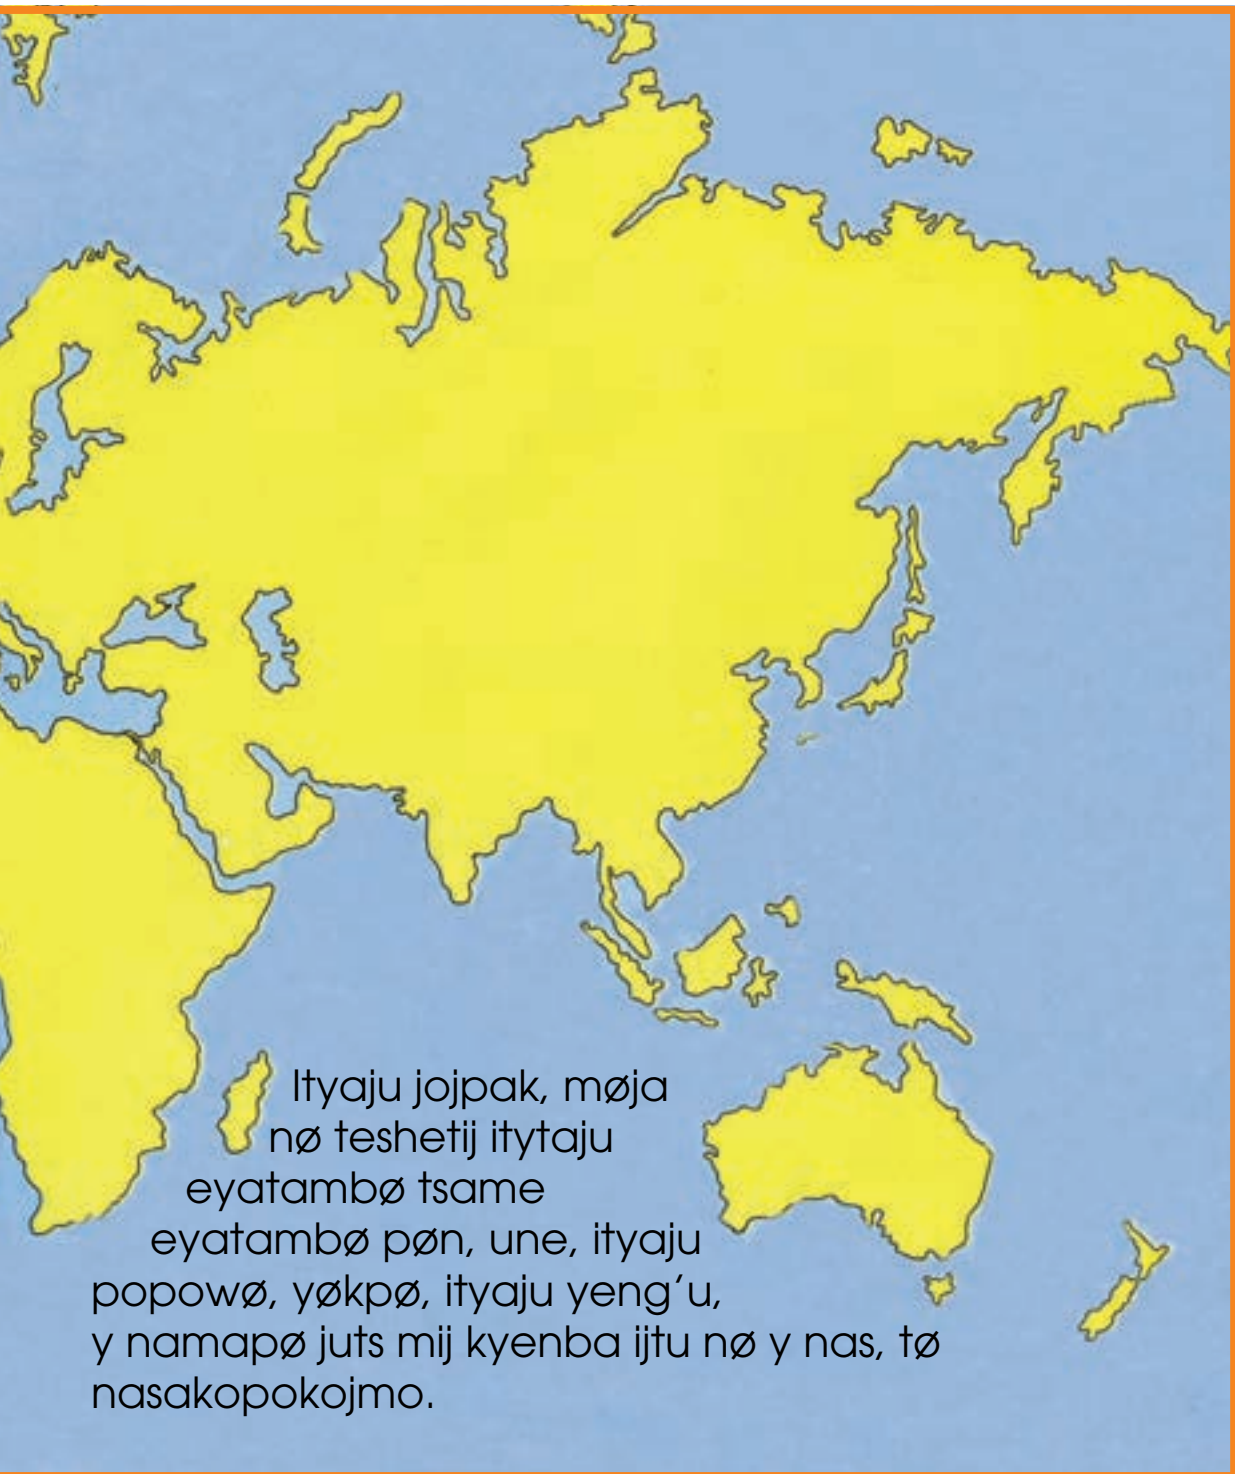 Ityaju jojpak, møja
nø teshetij itytaju
eyatambø tsame
eyatambø pøn, une, ityaju
popowø, yøkpø, ityaju yeng‘u,
y namapø juts mij kyenba ijtu nø y nas, tø
nasakopokojmo.